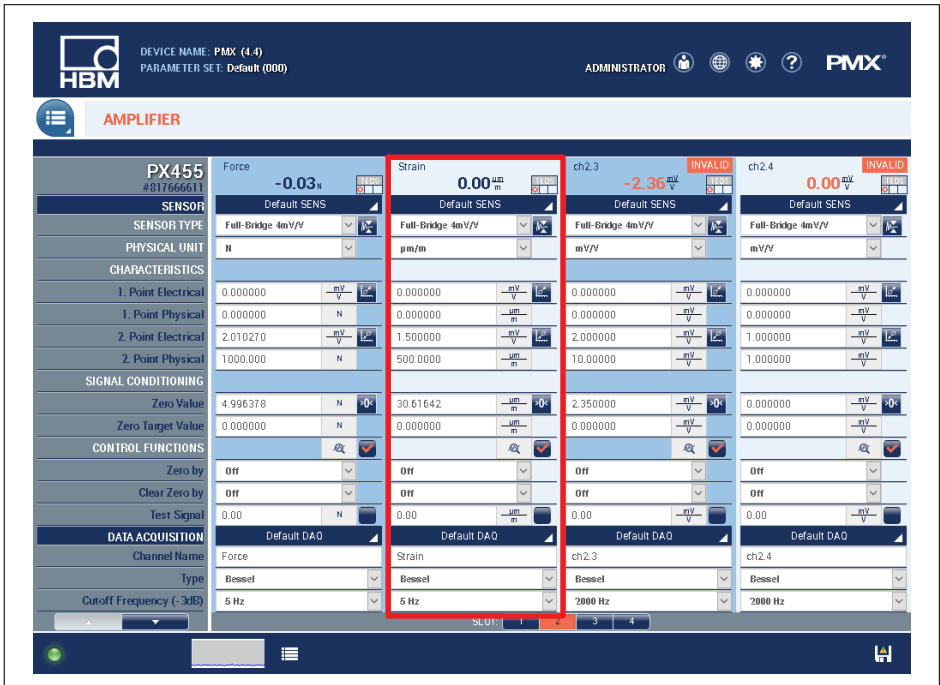 HBM
DEVICE NAME: PMX (4.4)
PARAMETER SET: Default (000)
ADMINISTRATOR
?
PMX
AMPLIFIER
PX455
#817666611
Force
-0.03 N
TEDS
Strain
0.00 µm/m
TEDS
ch2.3
INVALID
-2.36 mV/V
TEDS
ch2.4
INVALID
0.00 mV/V
TEDS
SENSOR Default SENS Default SENS Default SENS Default SENS
SENSOR TYPE Full-Bridge 4mV/V Full-Bridge 4mV/V Full-Bridge 4mV/V Full-Bridge 4mV/V
PHYSICAL UNIT N µm/m mV/V mV/V
CHARACTERISTICS
1. Point Electrical 0.000000 mV/V 0.000000 mV/V 0.000000 mV/V 0.000000 mV/V
1. Point Physical 0.000000 N 0.000000 µm/m 0.000000 mV/V 0.000000 mV/V
2. Point Electrical 2.010270 mV/V 1.500000 mV/V 2.000000 mV/V 1.000000 mV/V
2. Point Physical 1000.000 N 500.0000 µm/m 10.00000 mV/V 1.000000 mV/V
SIGNAL CONDITIONING
Zero Value 4.996378 N >0< 30.61642 µm/m >0< 2.350000 mV/V >0< 0.000000 mV/V >0<
Zero Target Value 0.000000 N 0.000000 µm/m 0.000000 mV/V 0.000000 mV/V
CONTROL FUNCTIONS
Zero by Off Off Off Off
Clear Zero by Off Off Off Off
Test Signal 0.00 N 0.00 µm/m 0.00 mV/V 0.00 mV/V
DATA ACQUISITION Default DAQ Default DAQ Default DAQ Default DAQ
Channel Name Force Strain ch2.3 ch2.4
Type Bessel Bessel Bessel Bessel
Cutoff Frequency (-3dB) 5 Hz 5 Hz 2000 Hz 2000 Hz
SLOT: 1 2 3 4